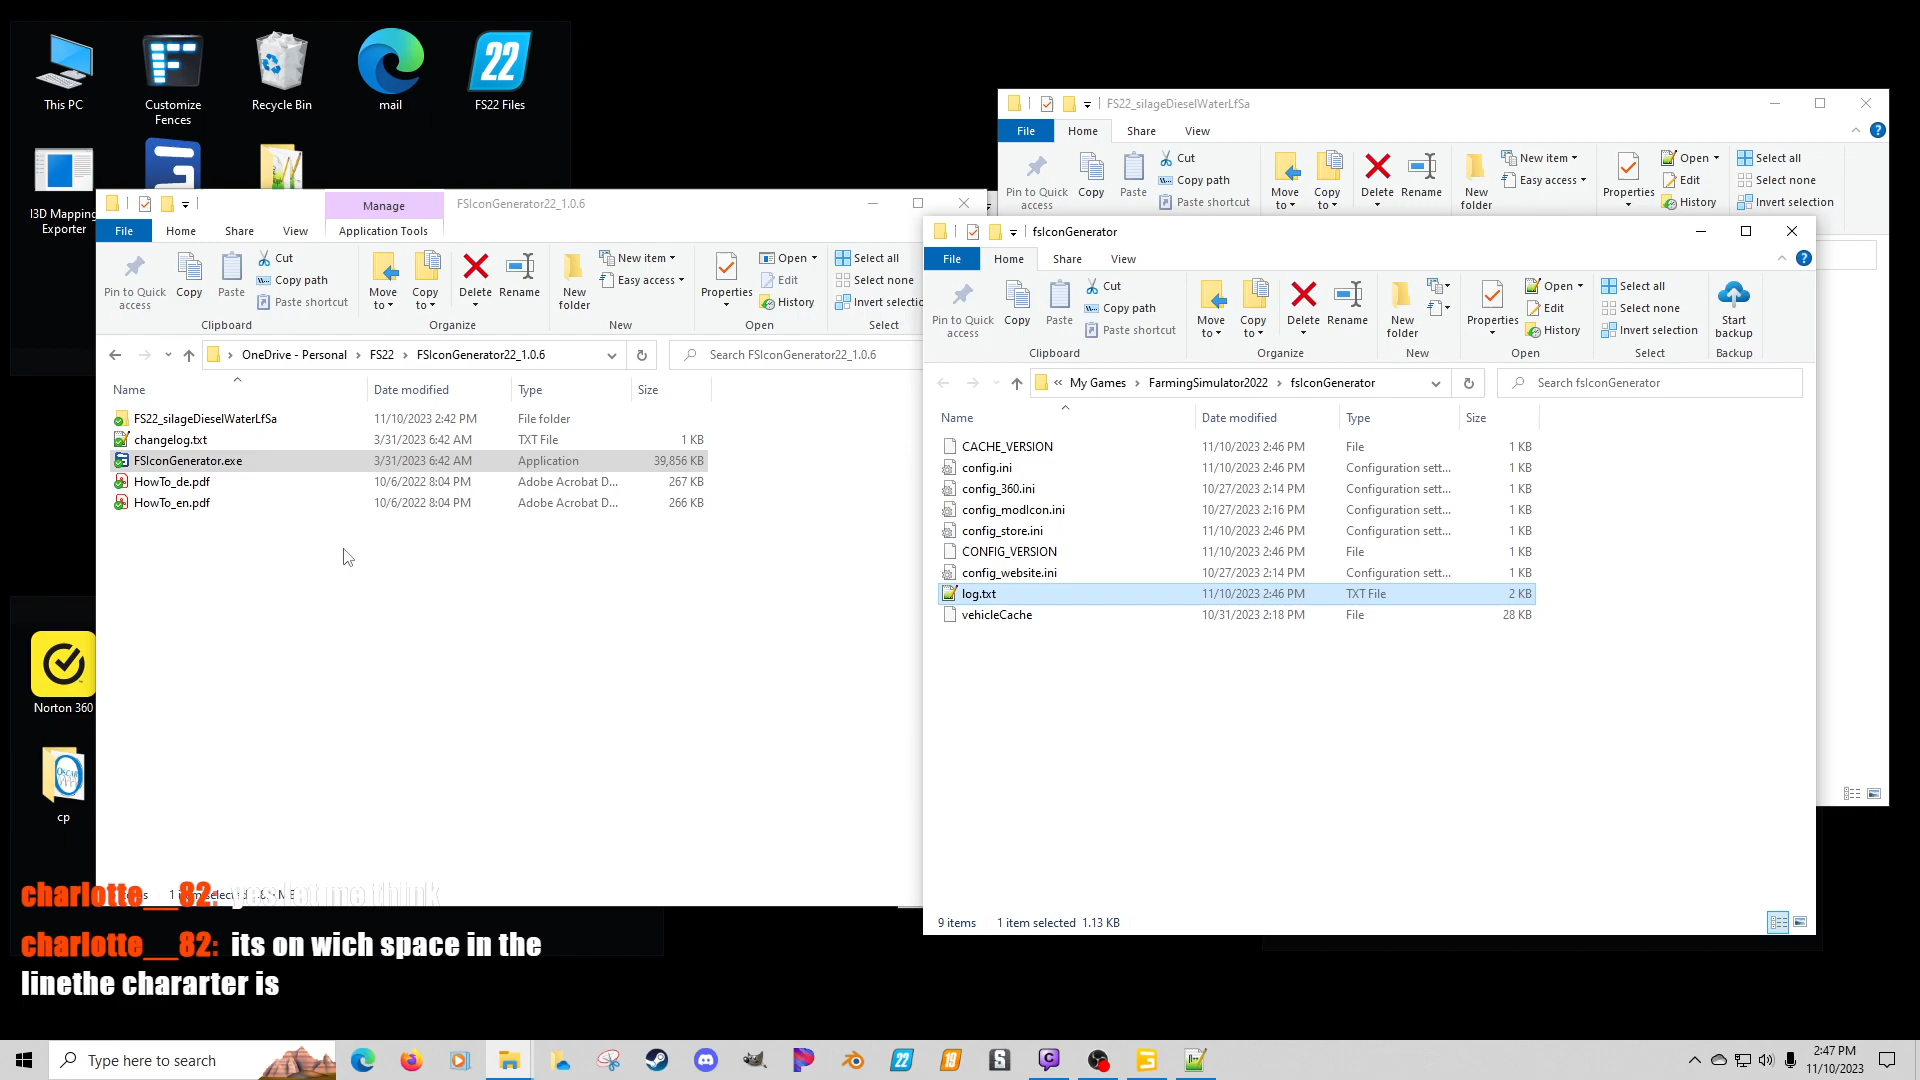 This PC
Customize
Fences
Recycle Bin
mail
22
FS22 Files
I3D Mapping
Exporter
Norton 360
OSCAR
cp
FS22_silageDieselWaterLfSa
File Home Share View
Pin to Quick
access
Copy
Paste
Cut
Copy path
Paste shortcut
Move
to
Copy
to
Delete
Rename
New
folder
New item
Easy access
Properties
Open
Edit
History
Select all
Select none
Invert selection
Manage
FSIconGenerator22_1.0.6
File Home Share View Application Tools
Pin to Quick
access
Copy
Paste
Cut
Copy path
Paste shortcut
Clipboard
Move
to
Copy
to
Delete
Rename
Organize
New
folder
New item
Easy access
New
Properties
Open
Edit
History
Open
Select all
Select none
Invert selectio
Select
OneDrive - Personal FS22 FSIconGenerator22_1.0.6
Search FSIconGenerator22_1.0.6
Name Date modified Type Size
FS22_silageDieselWaterLfSa 11/10/2023 2:42 PM File folder
changelog.txt 3/31/2023 6:42 AM TXT File 1 KB
FSIconGenerator.exe 3/31/2023 6:42 AM Application 39,856 KB
HowTo_de.pdf 10/6/2022 8:04 PM Adobe Acrobat D... 267 KB
HowTo_en.pdf 10/6/2022 8:04 PM Adobe Acrobat D... 266 KB
fsIconGenerator
File Home Share View
Pin to Quick
access
Copy
Paste
Cut
Copy path
Paste shortcut
Clipboard
Move
to
Copy
to
Delete
Rename
Organize
New
folder
New
Properties
Open
Edit
History
Open
Select all
Select none
Invert selection
Select
Start
backup
Backup
« My Games FarmingSimulator2022 fsIconGenerator
Search fsIconGenerator
Name Date modified Type Size
CACHE_VERSION 11/10/2023 2:46 PM File 1 KB
config.ini 11/10/2023 2:46 PM Configuration sett... 1 KB
config_360.ini 10/27/2023 2:14 PM Configuration sett... 1 KB
config_modIcon.ini 10/27/2023 2:16 PM Configuration sett... 1 KB
config_store.ini 11/10/2023 2:46 PM Configuration sett... 1 KB
CONFIG_VERSION 11/10/2023 2:46 PM File 1 KB
config_website.ini 10/27/2023 2:14 PM Configuration sett... 1 KB
log.txt 11/10/2023 2:46 PM TXT File 2 KB
vehicleCache 10/31/2023 2:18 PM File 28 KB
9 items 1 item selected 1.13 KB
charlotte__82: yes let me think
charlotte__82: its on wich space in the
linethe chararter is
Type here to search
22
19
2:47 PM
11/10/2023